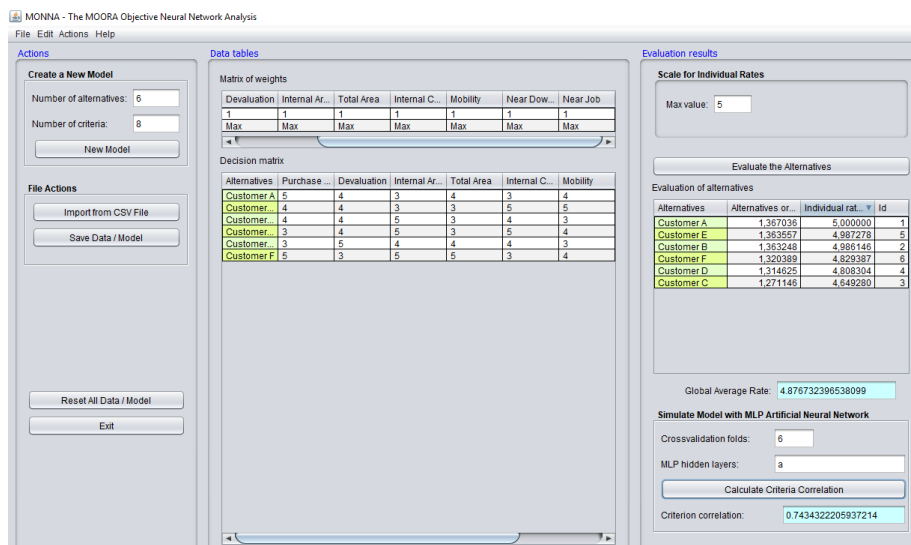 MONNA - The MOORA Objective Neural Network Analysis
File Edit Actions Help
Actions
Create a New Model
Number of alternatives: 6
Number of criteria: 8
New Model
File Actions
Import from CSV File
Save Data / Model
Reset All Data / Model
Exit
Data tables
Matrix of weights
Devaluation Internal Ar... Total Area Internal C... Mobility Near Dow... Near Job
1 1 1 1 1 1 1
Max Max Max Max Max Max Max
Decision matrix
Alternatives Purchase ... Devaluation Internal Ar... Total Area Internal C... Mobility
Customer A 5 4 3 4 3 4
Customer... 4 4 3 3 5 5
Customer... 4 4 5 3 4 3
Customer... 3 4 5 3 5 4
Customer... 3 5 4 4 4 3
Customer F 5 3 5 5 3 4
Evaluation results
Scale for Individual Rates
Max value: 5
Evaluate the Alternatives
Evaluation of alternatives
Alternatives Alternatives or... Individual rat... ▼ Id
Customer A 1,367036 5,000000 1
Customer E 1,363557 4,987278 5
Customer B 1,363248 4,986146 2
Customer F 1,320389 4,829387 6
Customer D 1,314625 4,808304 4
Customer C 1,271146 4,649280 3
Global Average Rate: 4.876732396538099
Simulate Model with MLP Artificial Neural Network
Crossvalidation folds: 6
MLP hidden layers: a
Calculate Criteria Correlation
Criterion correlation: 0.7434322205937214